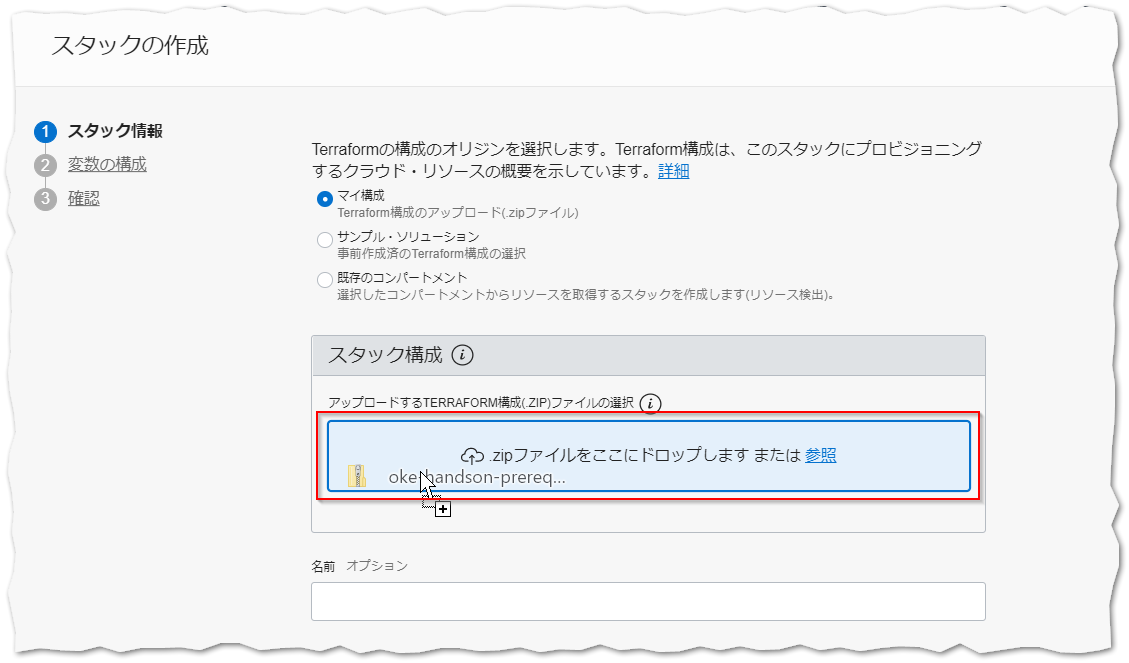 スタックの作成
1 スタック情報
2 変数の構成
3 確認
Terraformの構成のオリジンを選択します。Terraform構成は、このスタックにプロビジョニング
するクラウド・リソースの概要を示しています。詳細
マイ構成
Terraform構成のアップロード(.zipファイル)
サンプル・ソリューション
事前作成済のTerraform構成の選択
既存のコンパートメント
選択したコンパートメントからリソースを取得するスタックを作成します(リソース検出)。
スタック構成 i
アップロードするTERRAFORM構成(.ZIP)ファイルの選択 i
.zipファイルをここにドロップします または 参照
oke-handson-prereq...
名前 オプション